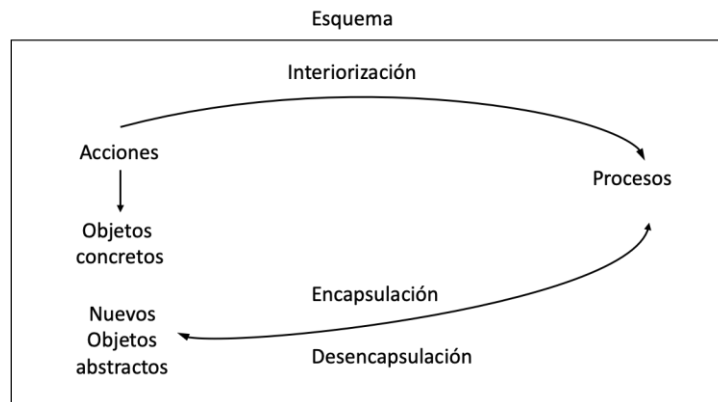 Esquema
Interiorización
Acciones
Procesos
Objetos
concretos
Encapsulación
Nuevos
Objetos
abstractos
Desencapsulación